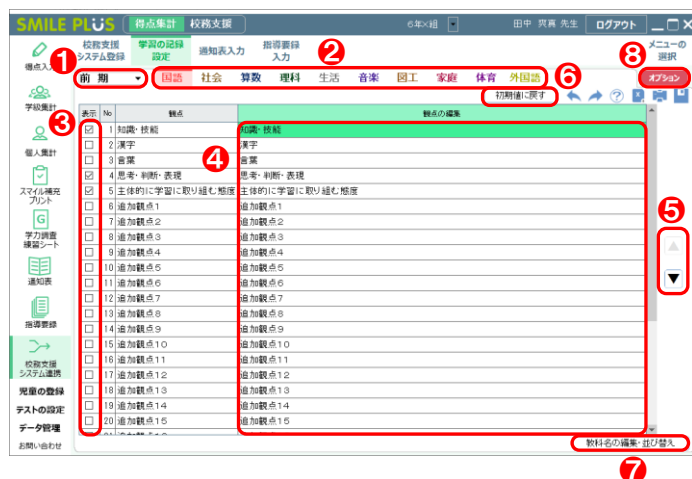 SMILE PLUS 得点集計 校務支援 6年×組 田中 爽真 先生 ログアウト
校務支援 システム登録 学習の記録 設定 通知表入力 指導要録 入力 メニューの 選択
得点入力
❶ ❷ ❽
前 期 国語 社会 算数 理科 生活 音楽 図工 家庭 体育 外国語 オプション
❻
初期値に戻す
学級集計
❸
表示 No 観点 観点の編集
1 知識・技能 知識・技能
2 漢字 漢字
❹
個人集計
3 言葉 言葉
4 思考・判断・表現 思考・判断・表現
5 主体的に学習に取り組む態度 主体的に学習に取り組む態度
スマイル補充
プリント
6 追加観点1 追加観点1
❺
7 追加観点2 追加観点2
8 追加観点3 追加観点3
学力調査
練習シート
9 追加観点4 追加観点4
10 追加観点5 追加観点5
11 追加観点6 追加観点6
通知表
12 追加観点7 追加観点7
13 追加観点8 追加観点8
14 追加観点9 追加観点9
指導要録
15 追加観点10 追加観点10
16 追加観点11 追加観点11
校務支援
システム連携
17 追加観点12 追加観点12
18 追加観点13 追加観点13
児童の登録
19 追加観点14 追加観点14
テストの設定
20 追加観点15 追加観点15
データ管理
お問い合わせ
教科名の編集・並び替え
❼